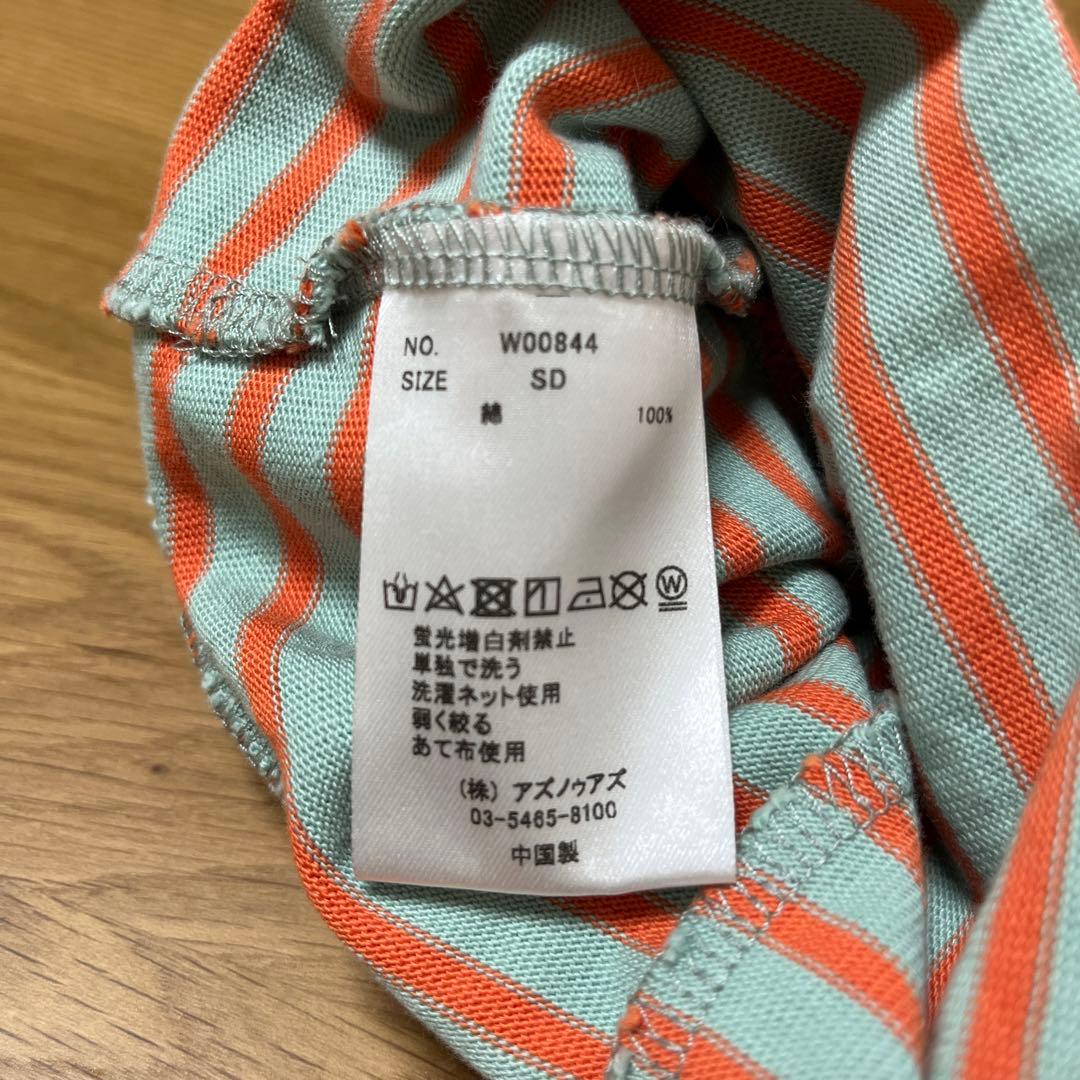 NO. W00844
SIZE SD
綿 100%
蛍光増白剤禁止
単独で洗う
洗濯ネット使用
弱く絞る
あて布使用
(株) アズノゥアズ
03-5465-8100
中国製